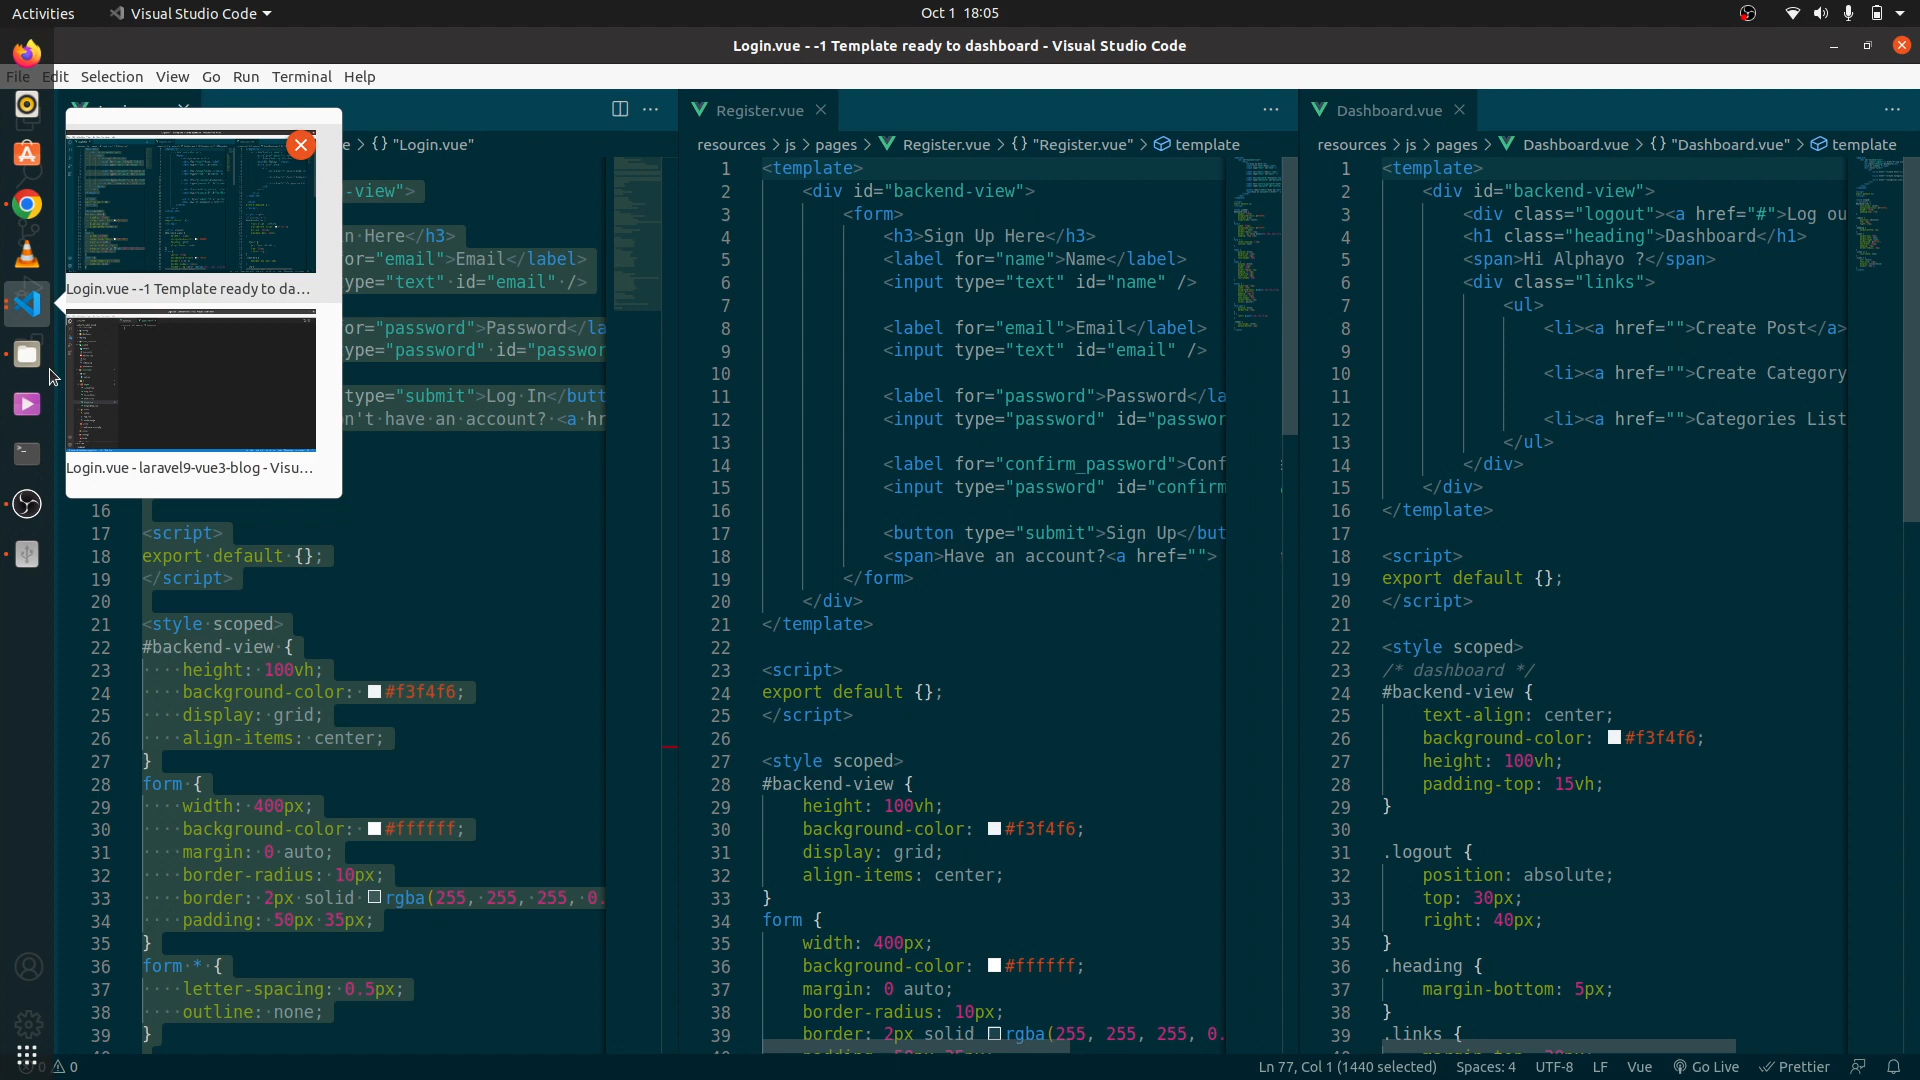 Activities
Visual Studio Code
Oct 1 18:05
Login.vue - -1 Template ready to dashboard - Visual Studio Code
File Edit Selection View Go Run Terminal Help
Login.vue - -1 Template ready to da...
Login.vue - laravel9-vue3-blog - Visu...
e > {} "Login.vue"
-view">
n·Here</h3>
or="email">Email</label>
ype="text"·id="email"·/>
or="password">Password</la
ype="password"·id="passwor
type="submit">Log·In</butt
n't·have·an·account?·<a·hr
16
17 <script>
18 export·default·{};
19 </script>
20
21 <style·scoped>
22 #backend-view·{
23 ····height:·100vh;
24 ····background-color:·#f3f4f6;
25 ····display:·grid;
26 ····align-items:·center;
27 }
28 form·{
29 ····width:·400px;
30 ····background-color:·#ffffff;
31 ····margin:·0·auto;
32 ····border-radius:·10px;
33 ····border:·2px·solid·rgba(255,·255,·255,·0.
34 ····padding:·50px·35px;
35 }
36 form·*·{
37 ····letter-spacing:·0.5px;
38 ····outline:·none;
39 }
Register.vue
resources > js > pages > Register.vue > {} "Register.vue" > template
1 <template>
2 <div id="backend-view">
3 <form>
4 <h3>Sign Up Here</h3>
5 <label for="name">Name</label>
6 <input type="text" id="name" />
7
8 <label for="email">Email</label>
9 <input type="text" id="email" />
10
11 <label for="password">Password</la
12 <input type="password" id="passwor
13
14 <label for="confirm_password">Conf
15 <input type="password" id="confirm
16
17 <button type="submit">Sign Up</but
18 <span>Have an account?<a href="">
19 </form>
20 </div>
21 </template>
22
23 <script>
24 export default {};
25 </script>
26
27 <style scoped>
28 #backend-view {
29 height: 100vh;
30 background-color: #f3f4f6;
31 display: grid;
32 align-items: center;
33 }
34 form {
35 width: 400px;
36 background-color: #ffffff;
37 margin: 0 auto;
38 border-radius: 10px;
39 border: 2px solid rgba(255, 255, 255, 0.
Dashboard.vue
resources > js > pages > Dashboard.vue > {} "Dashboard.vue" > template
1 <template>
2 <div id="backend-view">
3 <div class="logout"><a href="#">Log ou
4 <h1 class="heading">Dashboard</h1>
5 <span>Hi Alphayo ?</span>
6 <div class="links">
7 <ul>
8 <li><a href="">Create Post</a>
9
10 <li><a href="">Create Category
11
12 <li><a href="">Categories List
13 </ul>
14 </div>
15 </div>
16 </template>
17
18 <script>
19 export default {};
20 </script>
21
22 <style scoped>
23 /* dashboard */
24 #backend-view {
25 text-align: center;
26 background-color: #f3f4f6;
27 height: 100vh;
28 padding-top: 15vh;
29 }
30
31 .logout {
32 position: absolute;
33 top: 30px;
34 right: 40px;
35 }
36 .heading {
37 margin-bottom: 5px;
38 }
39 .links {
0 0
Ln 77, Col 1 (1440 selected) Spaces: 4 UTF-8 LF Vue Go Live Prettier